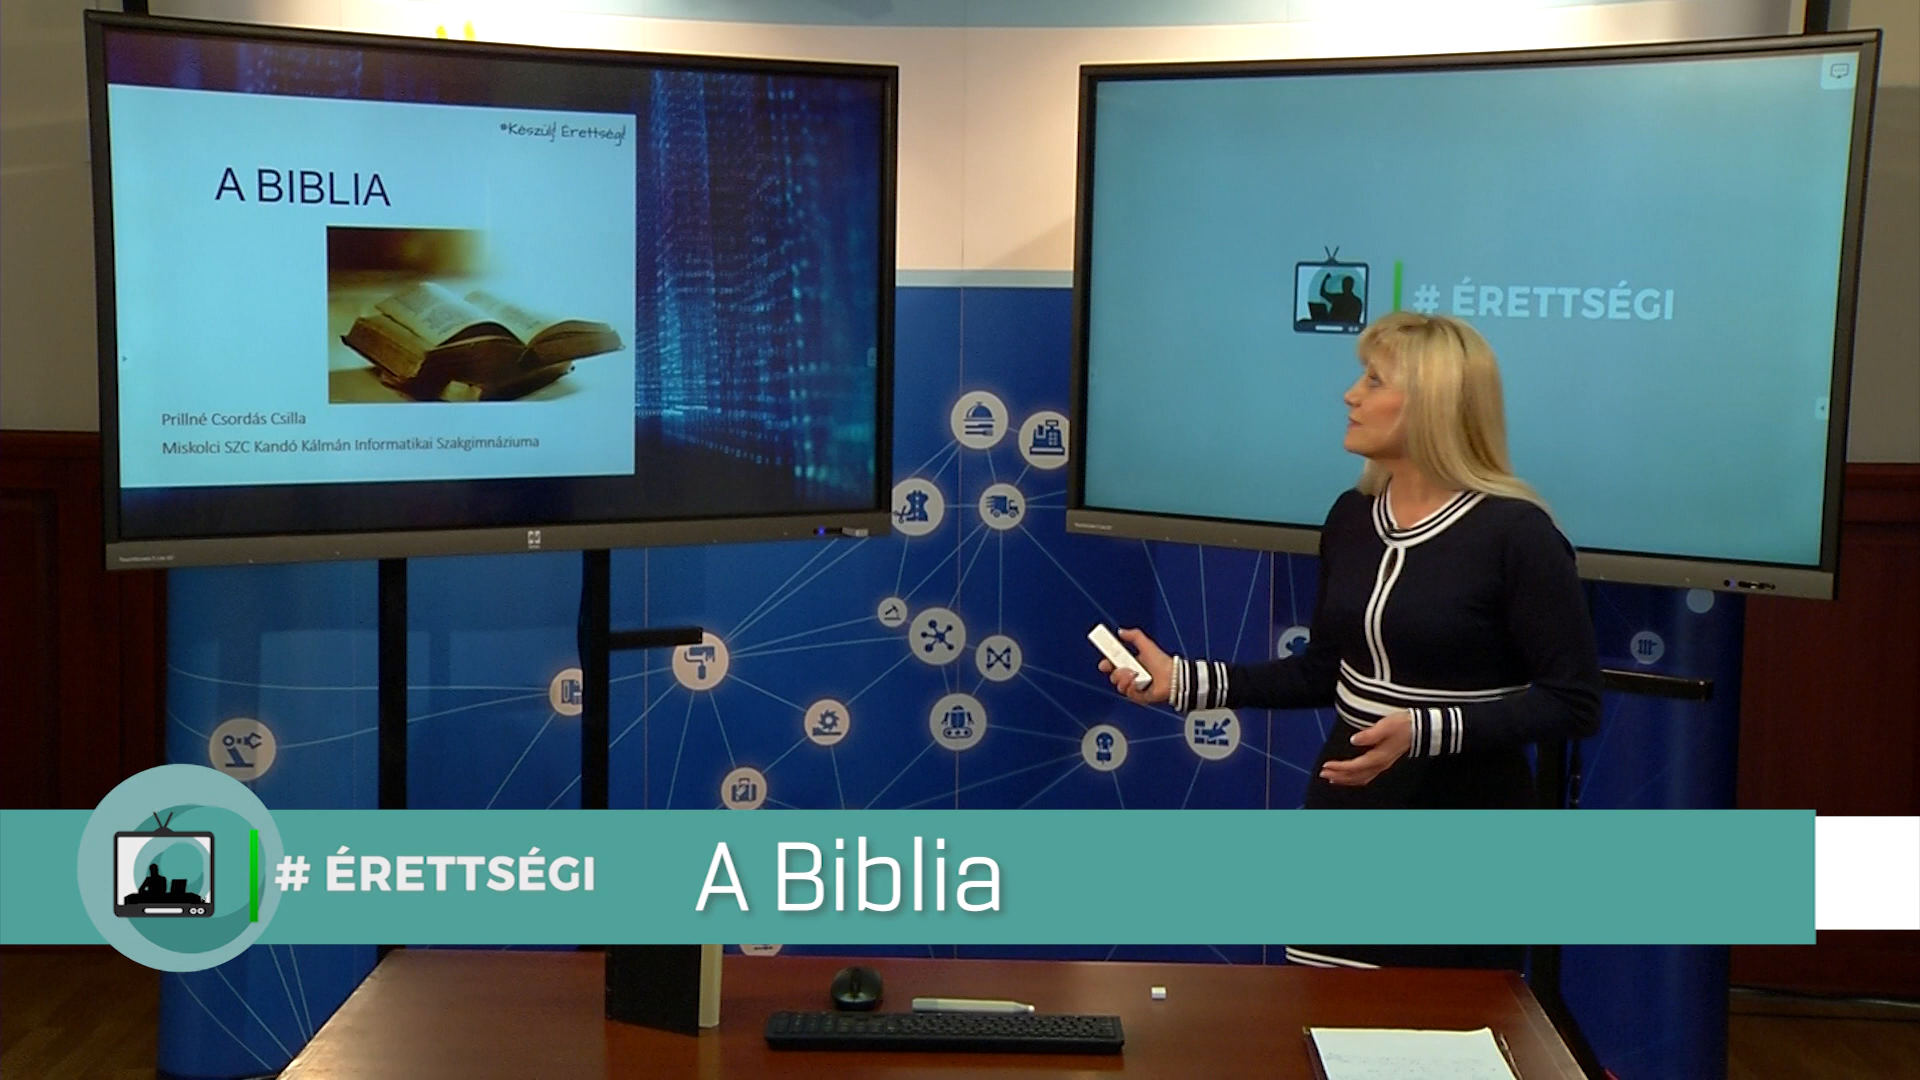 #Készülj! Érettségi!
A BIBLIA
Prillné Csordás Csilla
Miskolci SZC Kandó Kálmán Informatikai Szakgimnáziuma
# ÉRETTSÉGI
# ÉRETTSÉGI
A Biblia